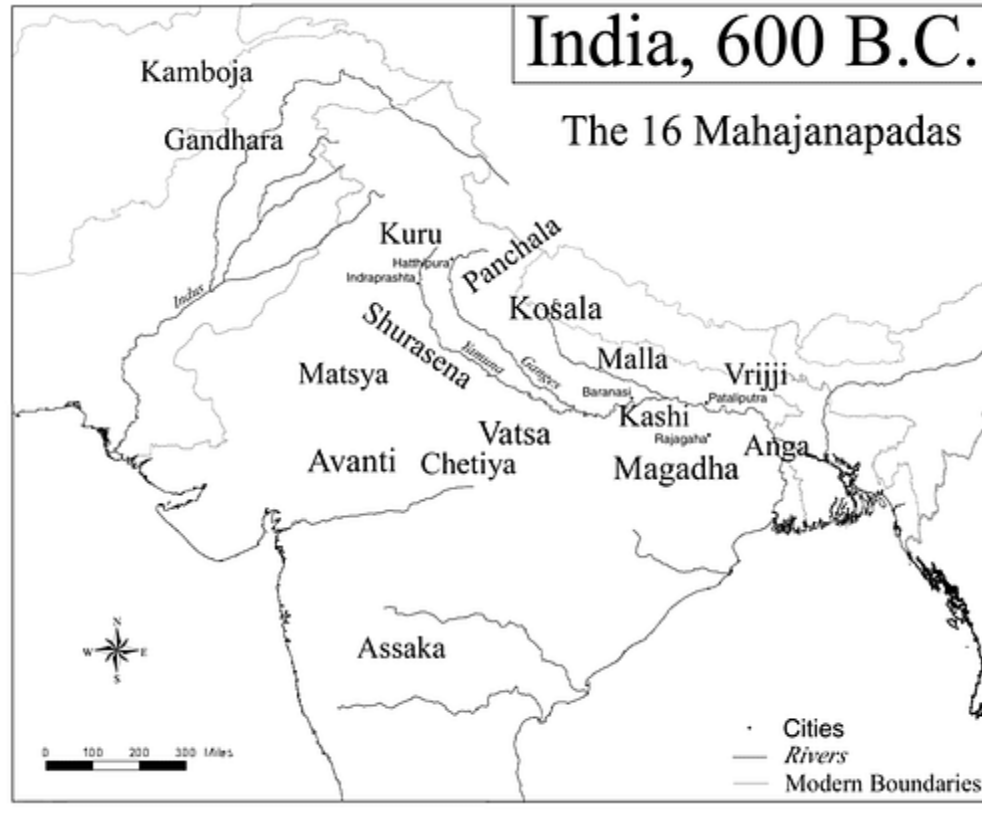 India, 600 B.C.
The 16 Mahajanapadas
Kamboja
Gandhara
Kuru
Hatthipura
Indraprashta
Panchala
Indus
Kosala
Shurasena
Yamuna
Ganges
Malla
Matsya
Vrijji
Baranasi
Pataliputra
Kashi
Rajagaha
Vatsa
Anga
Avanti
Chetiya
Magadha
Assaka
N
W
E
S
0 100 200 300 Miles
Cities
Rivers
Modern Boundaries